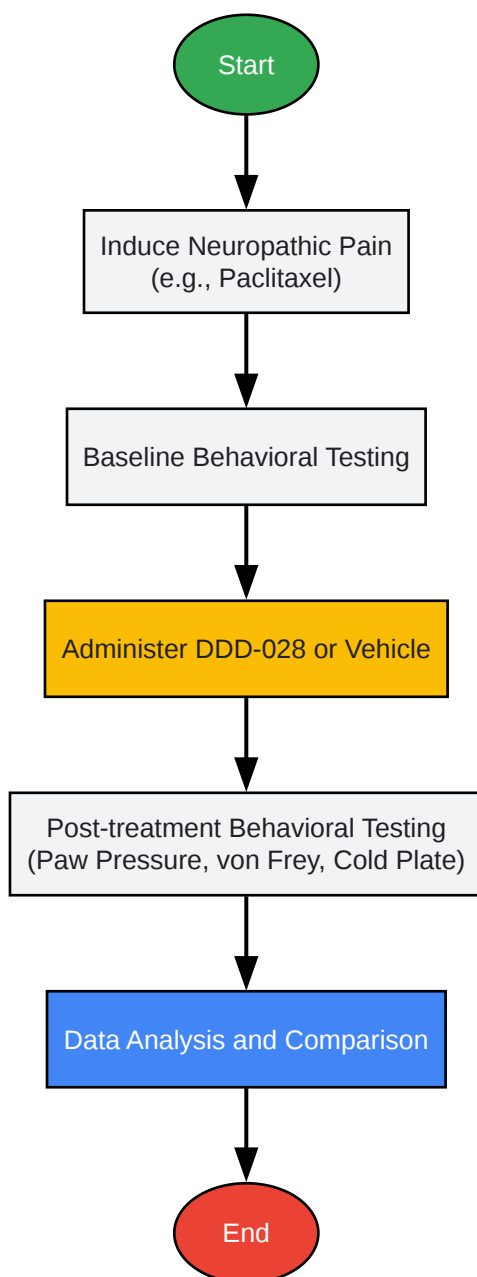 Start
Induce Neuropathic Pain
(e.g., Paclitaxel)
Baseline Behavioral Testing
Administer DDD-028 or Vehicle
Post-treatment Behavioral Testing
(Paw Pressure, von Frey, Cold Plate)
Data Analysis and Comparison
End